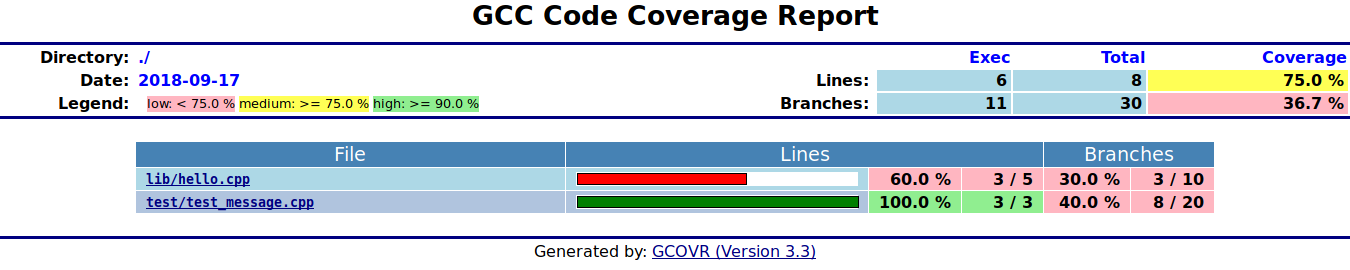 GCC Code Coverage Report
Directory: ./ Exec Total Coverage
Date: 2018-09-17 Lines: 6 8 75.0 %
Legend: low: < 75.0 % medium: >= 75.0 % high: >= 90.0 % Branches: 11 30 36.7 %
File Lines Branches
lib/hello.cpp 60.0 % 3 / 5 30.0 % 3 / 10
test/test_message.cpp 100.0 % 3 / 3 40.0 % 8 / 20
Generated by: GCOVR (Version 3.3)